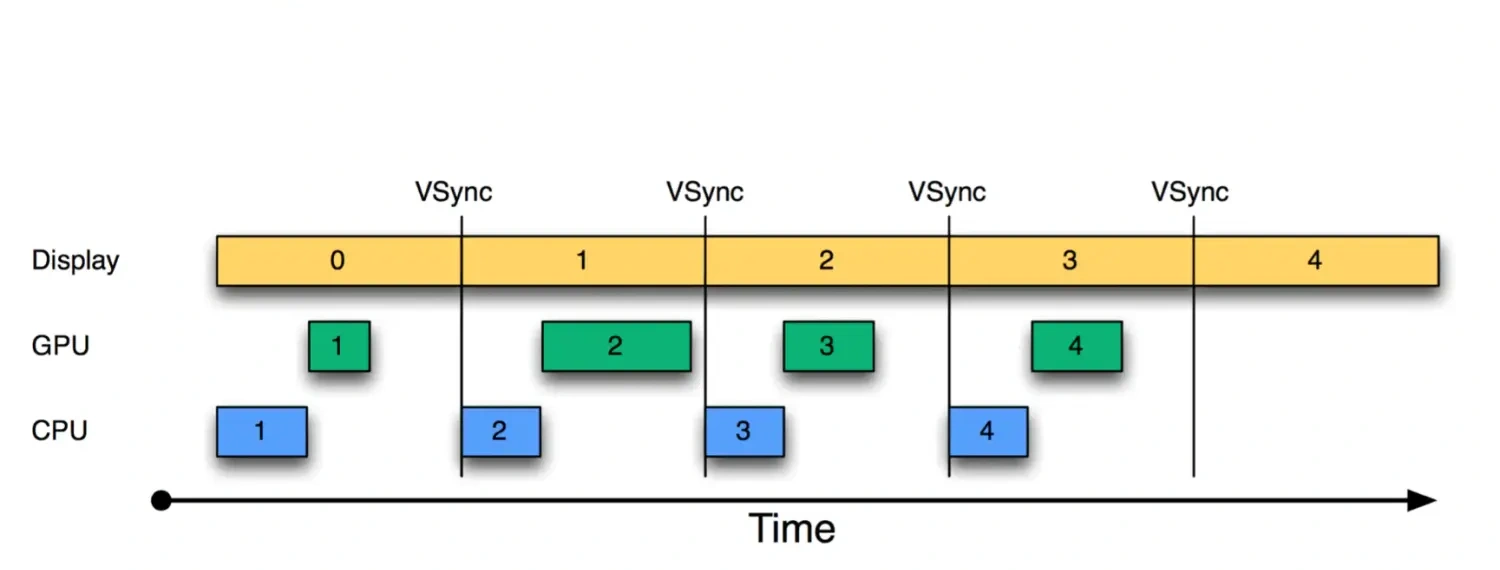 VSync VSync VSync VSync
Display 0 1 2 3 4
GPU 1 2 3 4
CPU 1 2 3 4
Time